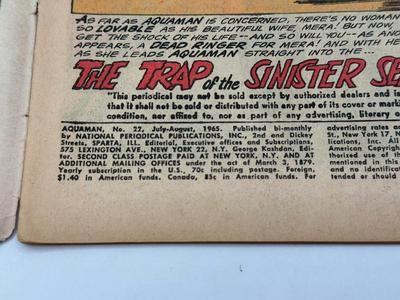 AS FAR AS AQUAMAN IS CONCERNED, THERE'S NO WOMAN
SO LOVABLE AS HIS BEAUTIFUL WIFE, MERA! BUT NOW,
GET THE SHOCK OF HIS LIFE--AND SO WILL YOU--AS ANO
APPEARS, A DEAD RINGER FOR MERA! AND WITH HE
AS SHE LEADS AQUAMAN STRAIGHT INTO THE...
THE TRAP of the SINISTER SE
"This periodical may not be sold except by authorized dealers and is
that it shall not be sold or distributed with any part of its cover or marki
condition, nor affixed to, nor as part of any advertising, literary
AQUAMAN, No. 22, July-August, 1965. Published bi-monthly
by NATIONAL PERIODICAL PUBLICATIONS, INC., 2nd and Dickey
Streets, SPARTA, ILL. Editorial, Executive offices and Subscriptions,
575 LEXINGTON AVE., NEW YORK 22, N.Y. George Kashdan, Edi-
tor. SECOND CLASS POSTAGE PAID AT NEW YORK, N.Y. AND AT
ADDITIONAL MAILING OFFICES under the act of March 3, 1879.
Yearly subscription in the U.S., 70c including postage. Foreign,
$1.40 in American funds. Canada, 85c in American funds. For
advertising rates a
St., New York 17, N
lications, Inc. All
American Copyrigh
thorized use of th
mentioned in this
and no identificat
tended or should